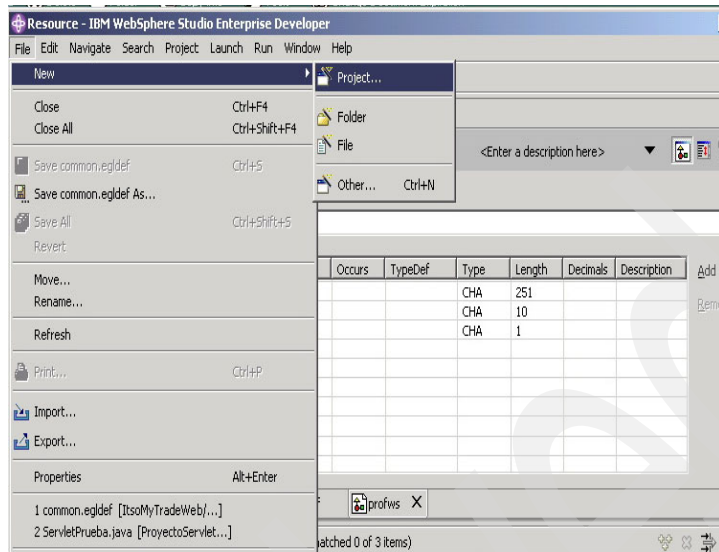 Resource - IBM WebSphere Studio Enterprise Developer
File Edit Navigate Search Project Launch Run Window Help
New
Project...
Close Ctrl+F4
Close All Ctrl+Shift+F4
Folder
File
Other... Ctrl+N
<Enter a description here>
Save common.egldef Ctrl+S
Save common.egldef As...
Save All Ctrl+Shift+S
Revert
Move...
Rename...
Refresh
Print... Ctrl+P
Import...
Export...
Properties Alt+Enter
1 common.egldef [ItsoMyTradeWeb/...]
2 ServletPrueba.java [ProyectoServlet...]
Occurs TypeDef Type Length Decimals Description
CHA 251
CHA 10
CHA 1
Add
Rem
profws X
atched 0 of 3 items)